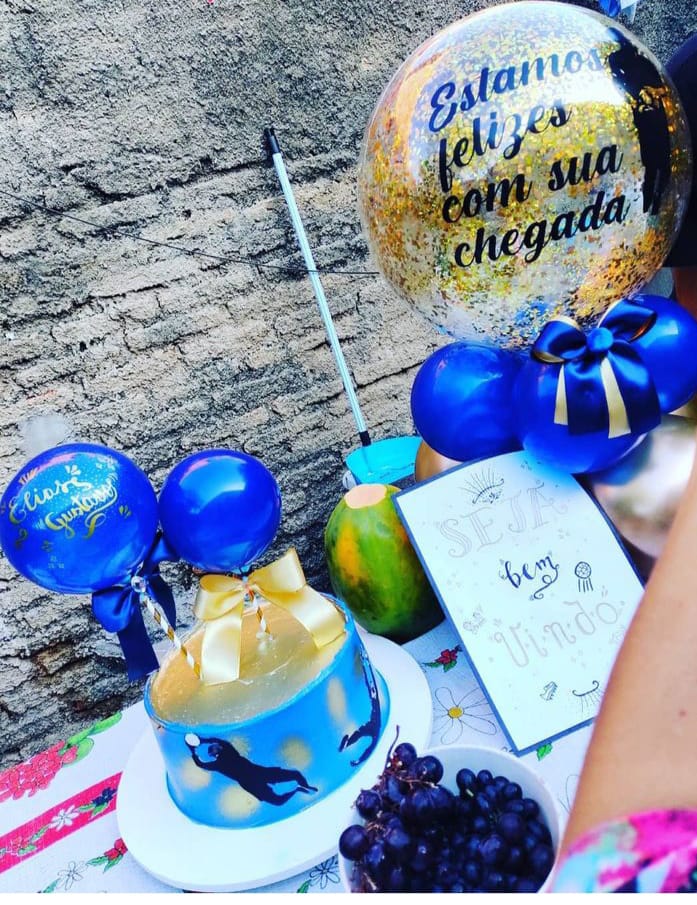 Estamos
felizes
com sua
chegada
Elias
Gustavo
SEJA
bem
Vindo